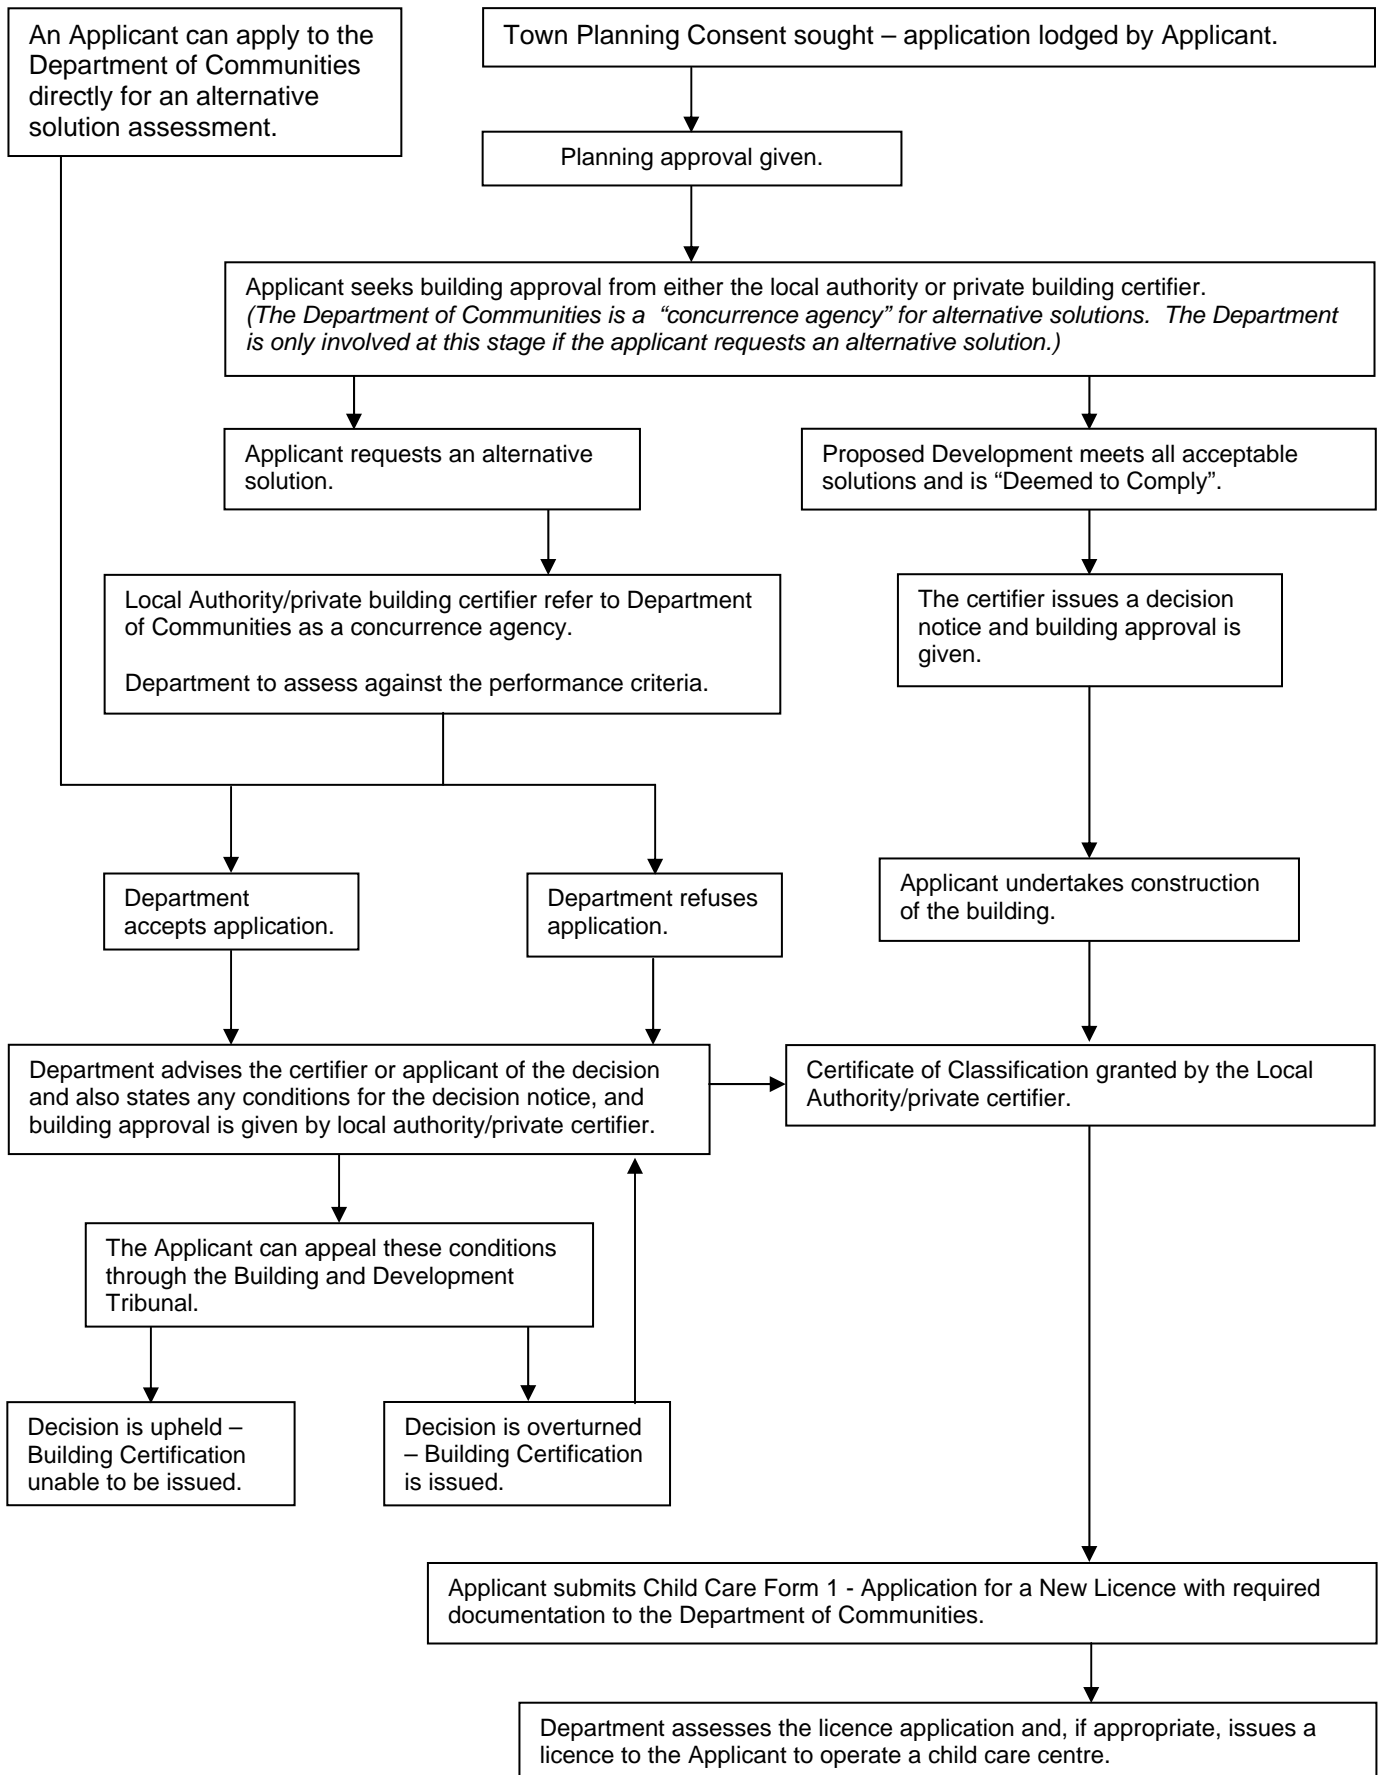 An Applicant can apply to the
Department of Communities
directly for an alternative
solution assessment.
Town Planning Consent sought – application lodged by Applicant.
Planning approval given.
Applicant seeks building approval from either the local authority or private building certifier.
(The Department of Communities is a “concurrence agency” for alternative solutions. The Department
is only involved at this stage if the applicant requests an alternative solution.)
Applicant requests an alternative
solution.
Proposed Development meets all acceptable
solutions and is “Deemed to Comply”.
Local Authority/private building certifier refer to Department
of Communities as a concurrence agency.
Department to assess against the performance criteria.
The certifier issues a decision
notice and building approval is
given.
Department
accepts application.
Department refuses
application.
Applicant undertakes construction
of the building.
Department advises the certifier or applicant of the decision
and also states any conditions for the decision notice, and
building approval is given by local authority/private certifier.
Certificate of Classification granted by the Local
Authority/private certifier.
The Applicant can appeal these conditions
through the Building and Development
Tribunal.
Decision is upheld –
Building Certification
unable to be issued.
Decision is overturned
– Building Certification
is issued.
Applicant submits Child Care Form 1 - Application for a New Licence with required
documentation to the Department of Communities.
Department assesses the licence application and, if appropriate, issues a
licence to the Applicant to operate a child care centre.